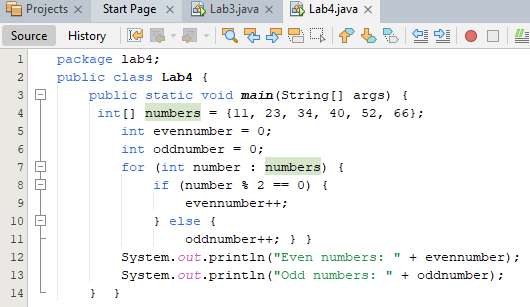 Projects Start Page Lab3.java Lab4.java
Source History
1 package lab4;
2 public class Lab4 {
3 public static void main(String[] args) {
4 int[] numbers = {11, 23, 34, 40, 52, 66};
5 int evennumber = 0;
6 int oddnumber = 0;
7 for (int number : numbers) {
8 if (number % 2 == 0) {
9 evennumber++;
10 } else {
11 oddnumber++; } }
12 System.out.println("Even numbers: " + evennumber);
13 System.out.println("Odd numbers: " + oddnumber);
14 } }